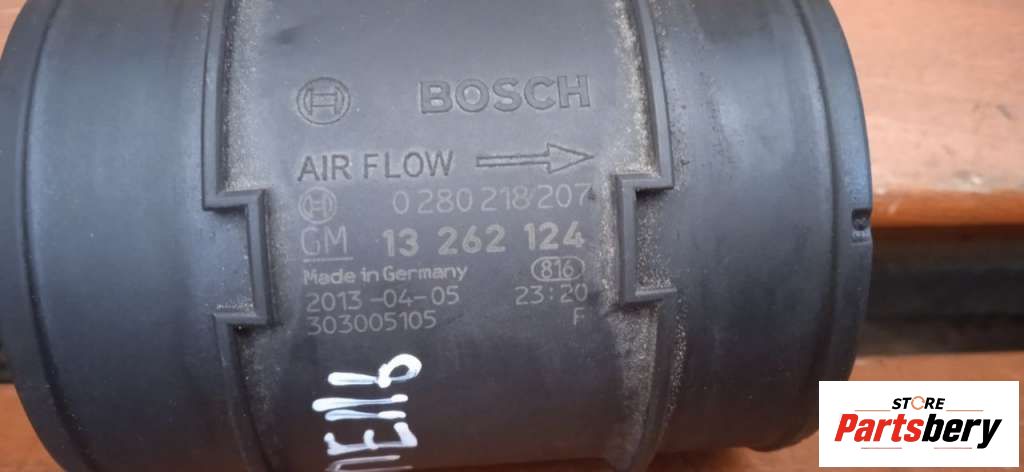 BOSCH
AIR FLOW
0 280 218 207
GM 13 262 124
Made in Germany 816
2013-04-05 23:20
303005105 F
STORE
Partsbery